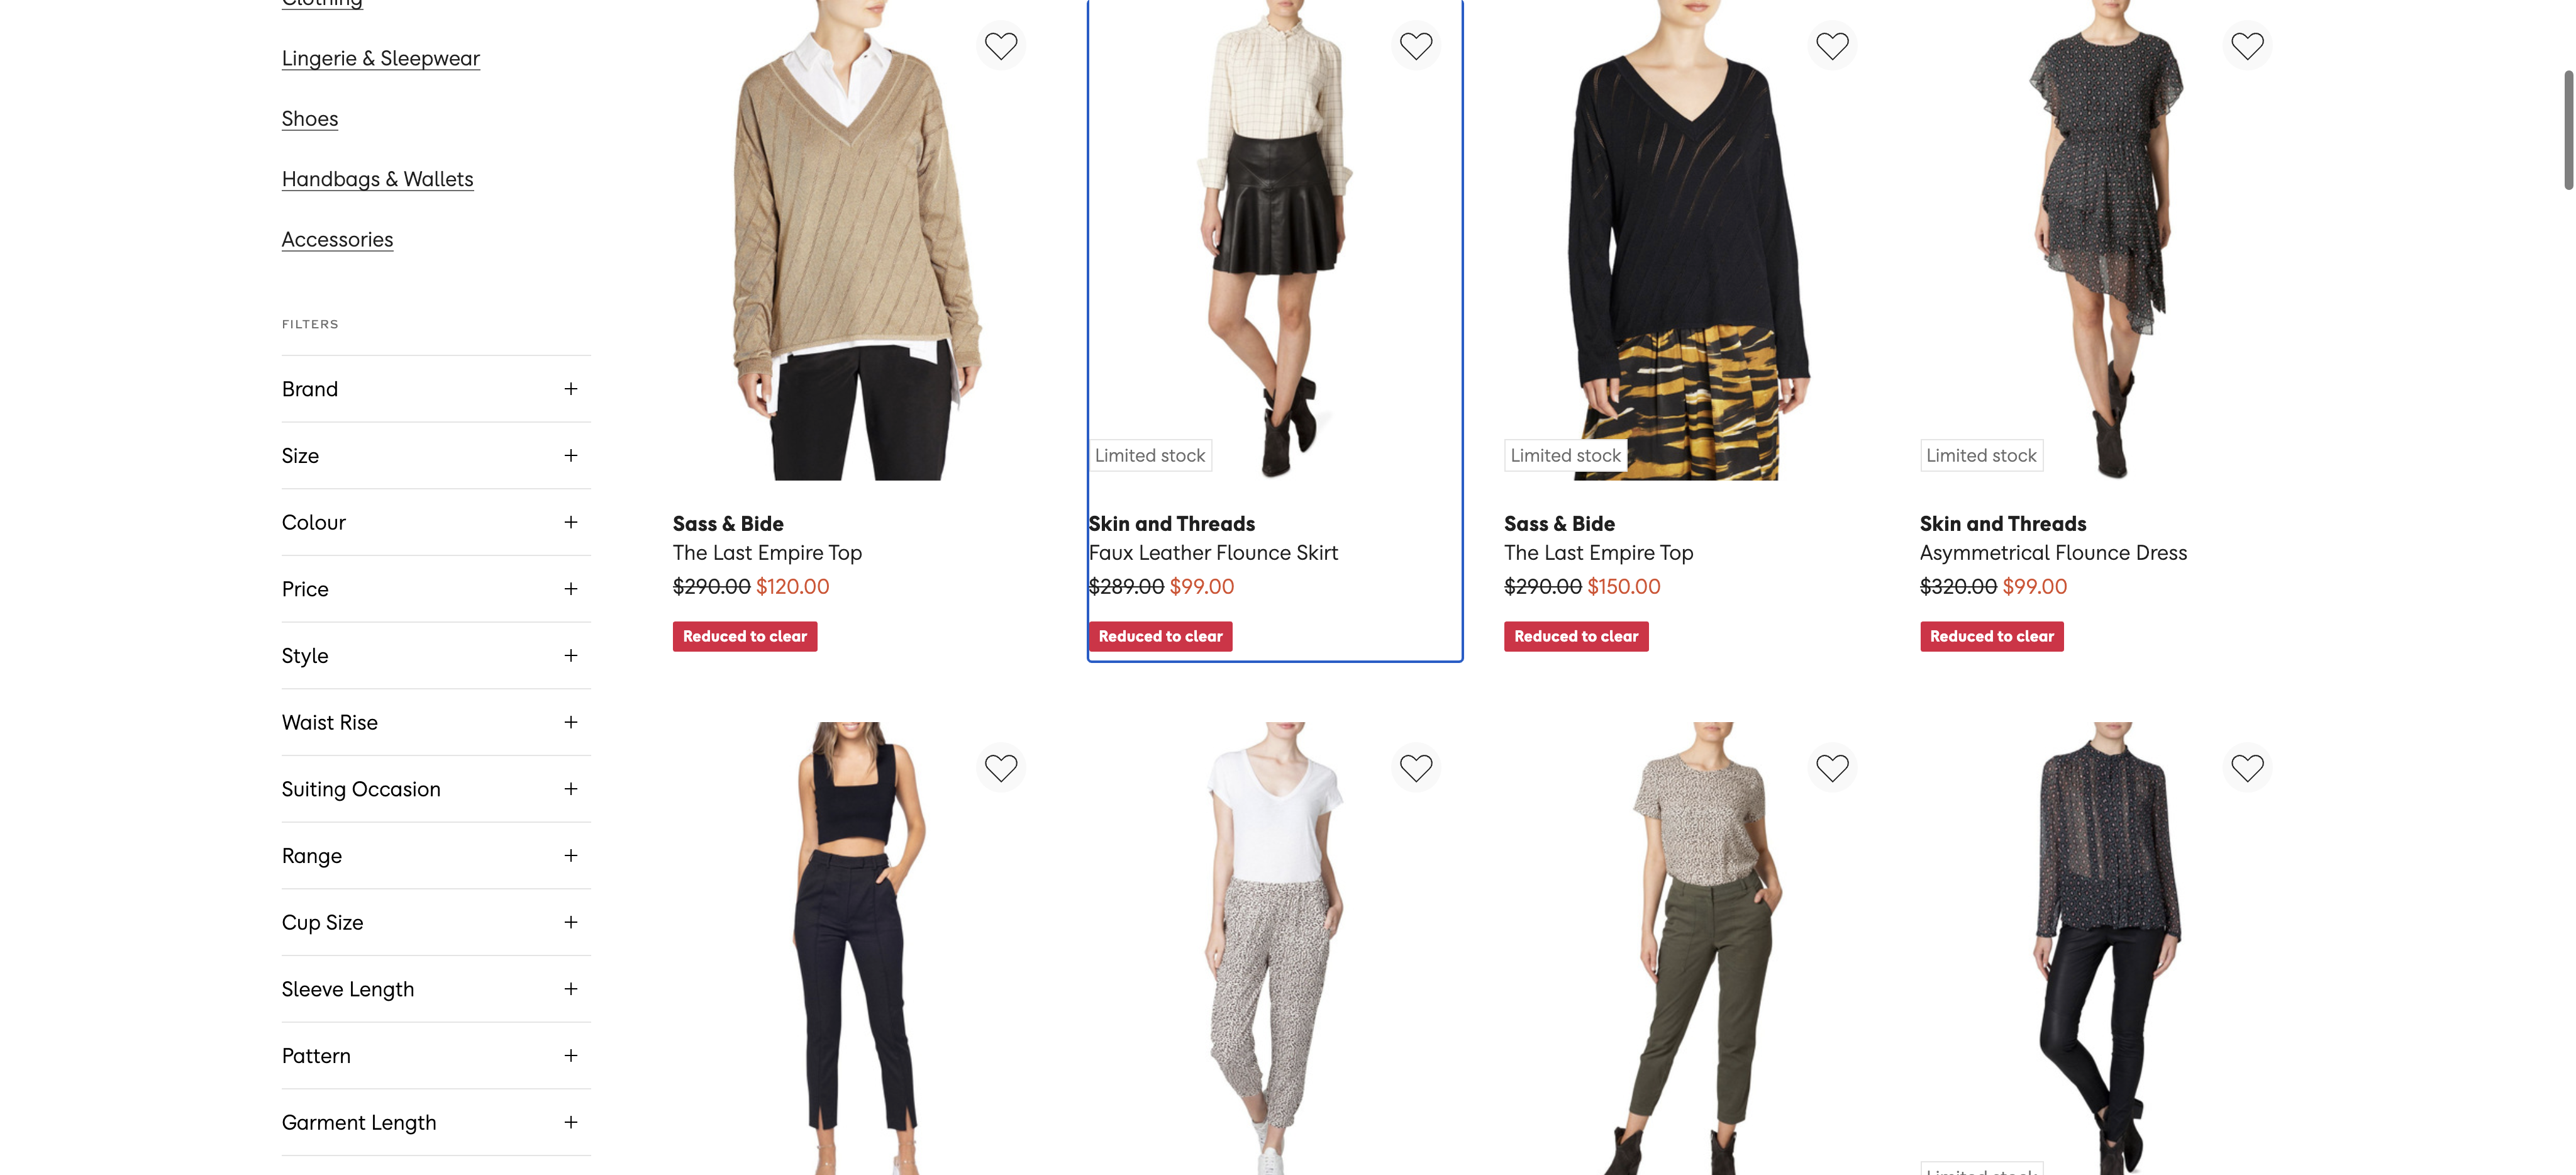 Clothing
Lingerie & Sleepwear
Shoes
Handbags & Wallets
Accessories
FILTERS
Brand
Size
Colour
Price
Style
Waist Rise
Suiting Occasion
Range
Cup Size
Sleeve Length
Pattern
Garment Length
Sass & Bide
The Last Empire Top
$290.00 $120.00
Reduced to clear
Limited stock
Skin and Threads
Faux Leather Flounce Skirt
$289.00 $99.00
Reduced to clear
Limited stock
Sass & Bide
The Last Empire Top
$290.00 $150.00
Reduced to clear
Limited stock
Skin and Threads
Asymmetrical Flounce Dress
$320.00 $99.00
Reduced to clear
Limited stock